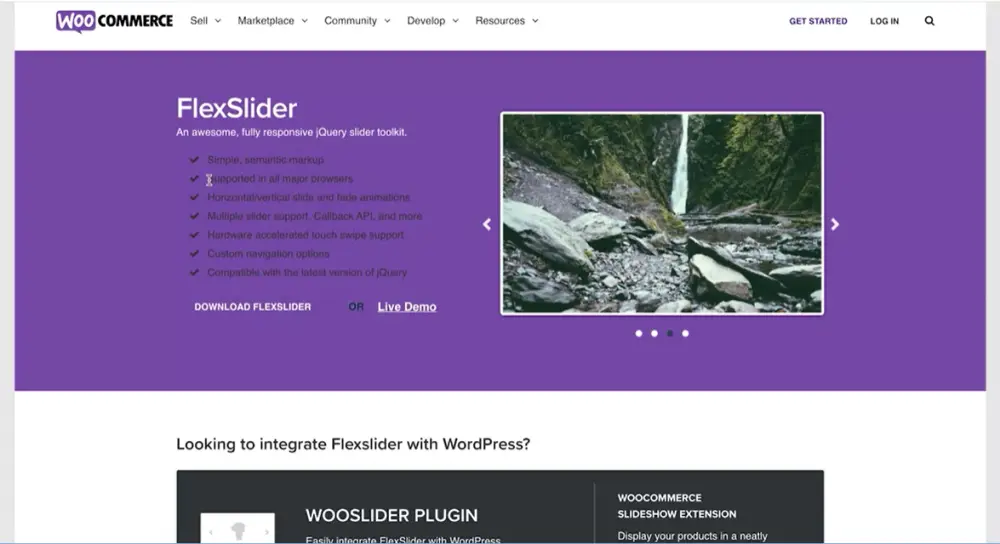 WOO COMMERCE
Sell Marketplace Community Develop Resources GET STARTED LOG IN
FlexSlider
An awesome, fully responsive jQuery slider toolkit.
Simple, semantic markup
Supported in all major browsers
Horizontal/vertical slide and fade animations
Multiple slider support, Callback API, and more
Hardware accelerated touch swipe support
Custom navigation options
Compatible with the latest version of jQuery
DOWNLOAD FLEXSLIDER OR Live Demo
Looking to integrate Flexslider with WordPress?
WOOSLIDER PLUGIN
Easily integrate FlexSlider with WordPress
WOOCOMMERCE
SLIDESHOW EXTENSION
Display your products in a neatly